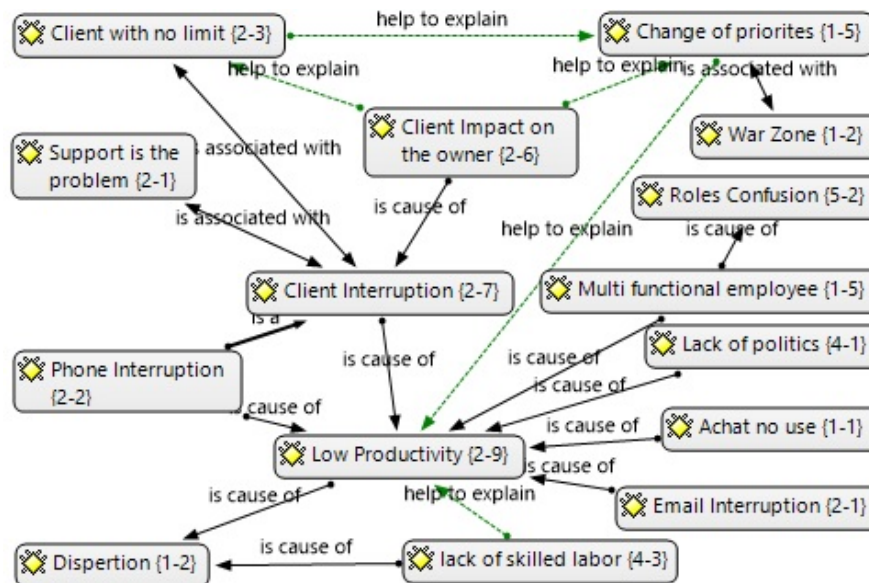 Client with no limit {2-3}
help to explain
Change of priorites {1-5}
help to explain
help to explain
is associated with
Client Impact on
the owner {2-6}
War Zone {1-2}
Support is the
problem {2-1}
is associated with
Roles Confusion {5-2}
is associated with
is cause of
help to explain
is cause of
Client Interruption {2-7}
Multi functional employee {1-5}
is a
is cause of
is cause of
Lack of politics {4-1}
Phone Interruption
{2-2}
is cause of
is cause of
is cause of
Achat no use {1-1}
Low Productivity {2-9}
is cause of
is cause of
help to explain
Email Interruption {2-1}
Dispertion {1-2}
is cause of
lack of skilled labor {4-3}